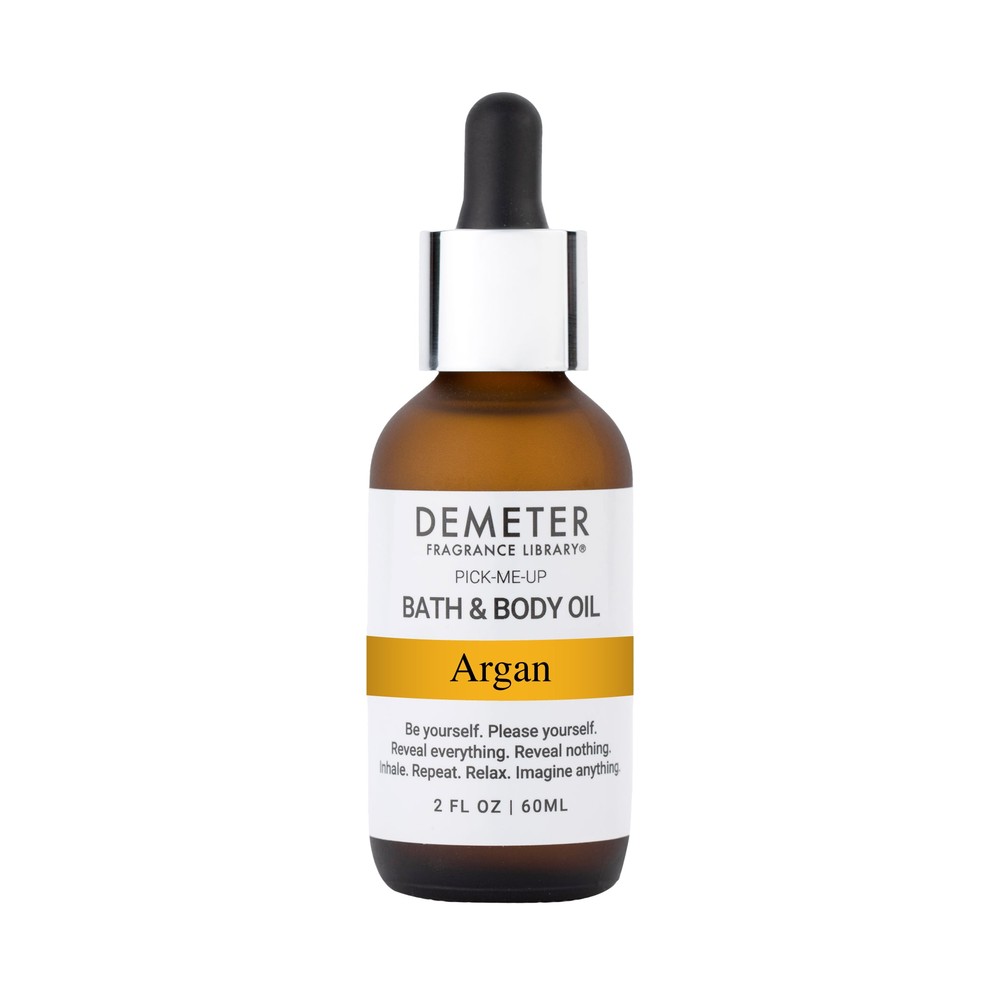 DEMETER
FRAGRANCE LIBRARY®
PICK-ME-UP
BATH & BODY OIL
Argan
Be yourself. Please yourself.
Reveal everything. Reveal nothing.
Inhale. Repeat. Relax. Imagine anything.
2 FL OZ | 60ML